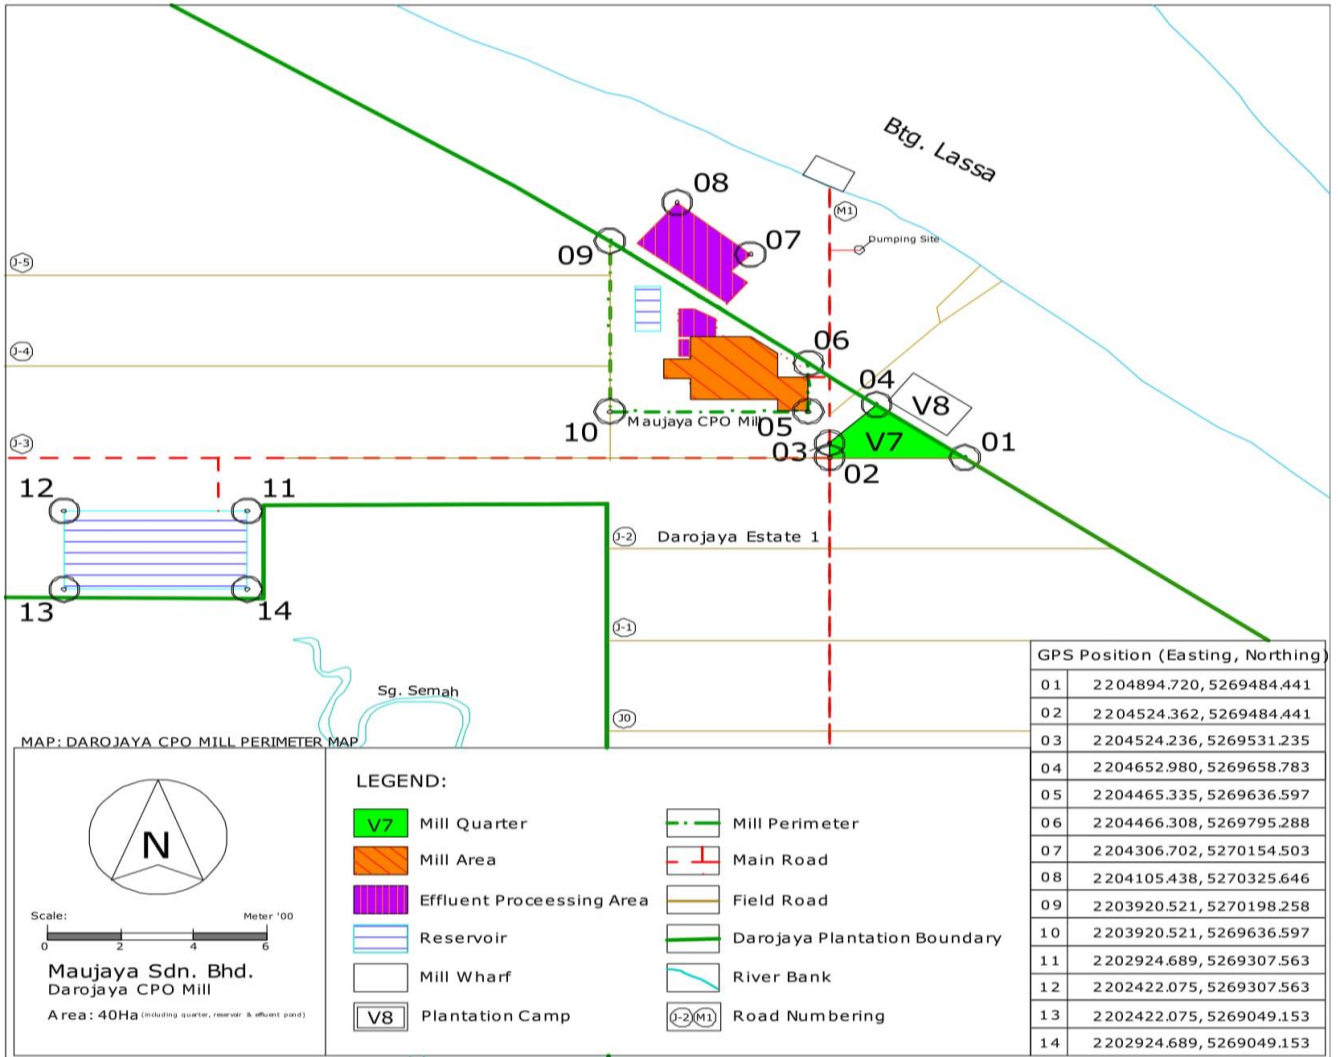 Btg. Lassa
08
M1
07
Dumping Site
09
J-5
06
J-4
04
V8
10
Maujaya CPO Mill
05
V7
01
03
J-3
02
12
11
J-2
Darojaya Estate 1
13
14
J-1
Sg. Semah
J0
MAP: DAROJAYA CPO MILL PERIMETER MAP
N
Scale:
Meter '00
0 2 4 6
Maujaya Sdn. Bhd.
Darojaya CPO Mill
Area: 40Ha (including quarter, reservoir & effluent pond)
LEGEND:
V7 Mill Quarter
Mill Area
Effluent Proceessing Area
Reservoir
Mill Wharf
V8 Plantation Camp
Mill Perimeter
Main Road
Field Road
Darojaya Plantation Boundary
River Bank
J-2 M1 Road Numbering
GPS Position (Easting, Northing)
01 2204894.720, 5269484.441
02 2204524.362, 5269484.441
03 2204524.236, 5269531.235
04 2204652.980, 5269658.783
05 2204465.335, 5269636.597
06 2204466.308, 5269795.288
07 2204306.702, 5270154.503
08 2204105.438, 5270325.646
09 2203920.521, 5270198.258
10 2203920.521, 5269636.597
11 2202924.689, 5269307.563
12 2202422.075, 5269307.563
13 2202422.075, 5269049.153
14 2202924.689, 5269049.153